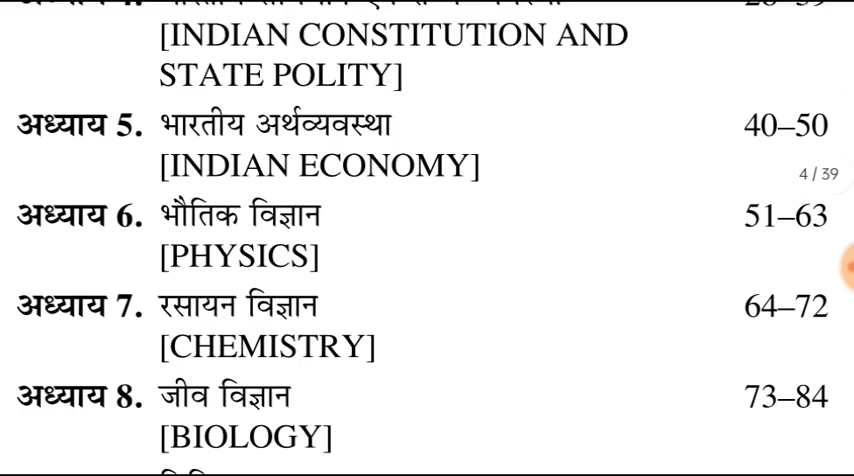 [INDIAN CONSTITUTION AND
STATE POLITY]
अध्याय 5. भारतीय अर्थव्यवस्था 40–50
[INDIAN ECONOMY]
4 / 39
अध्याय 6. भौतिक विज्ञान 51–63
[PHYSICS]
अध्याय 7. रसायन विज्ञान 64–72
[CHEMISTRY]
अध्याय 8. जीव विज्ञान 73–84
[BIOLOGY]